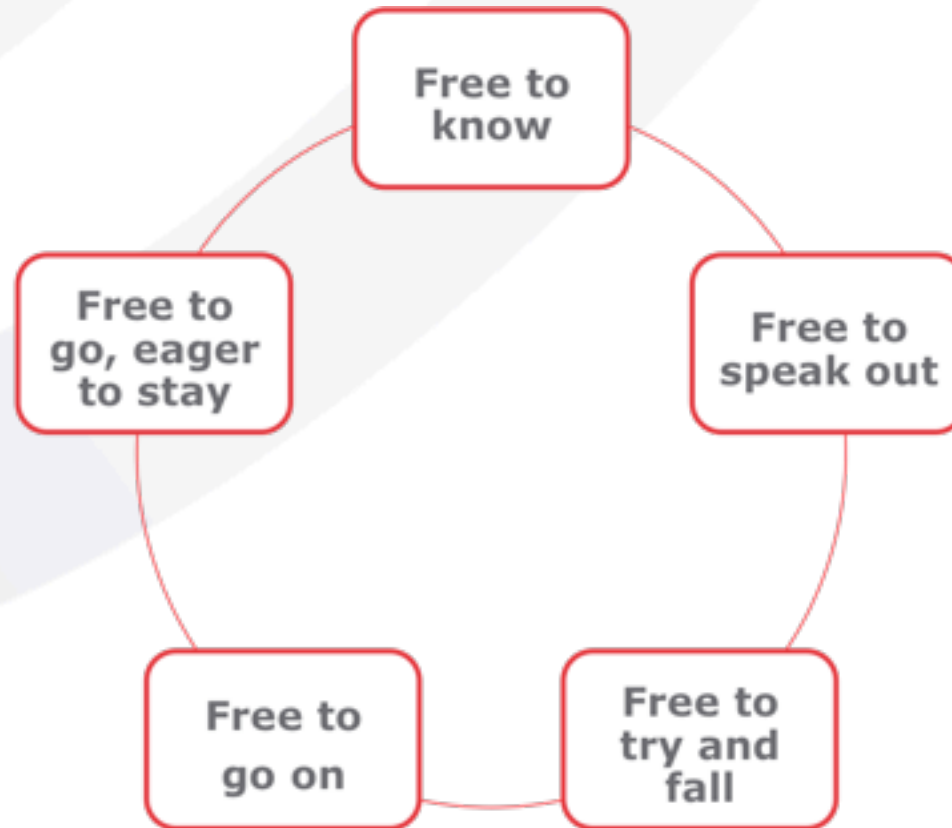 Free to
know
Free to
speak out
Free to
try and
fall
Free to
go on
Free to
go, eager
to stay